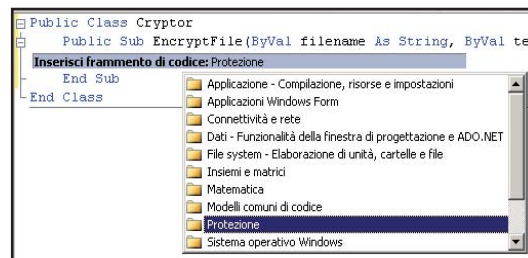 Public Class Cryptor
Public Sub EncryptFile(ByVal filename As String, ByVal te
Inserisci frammento di codice: Protezione
End Sub
End Class
Applicazione - Compilazione, risorse e impostazioni
Applicazioni Windows Form
Connettività e rete
Dati - Funzionalità della finestra di progettazione e ADO.NET
File system - Elaborazione di unità, cartelle e file
Insiemi e matrici
Matematica
Modelli comuni di codice
Protezione
Sistema operativo Windows